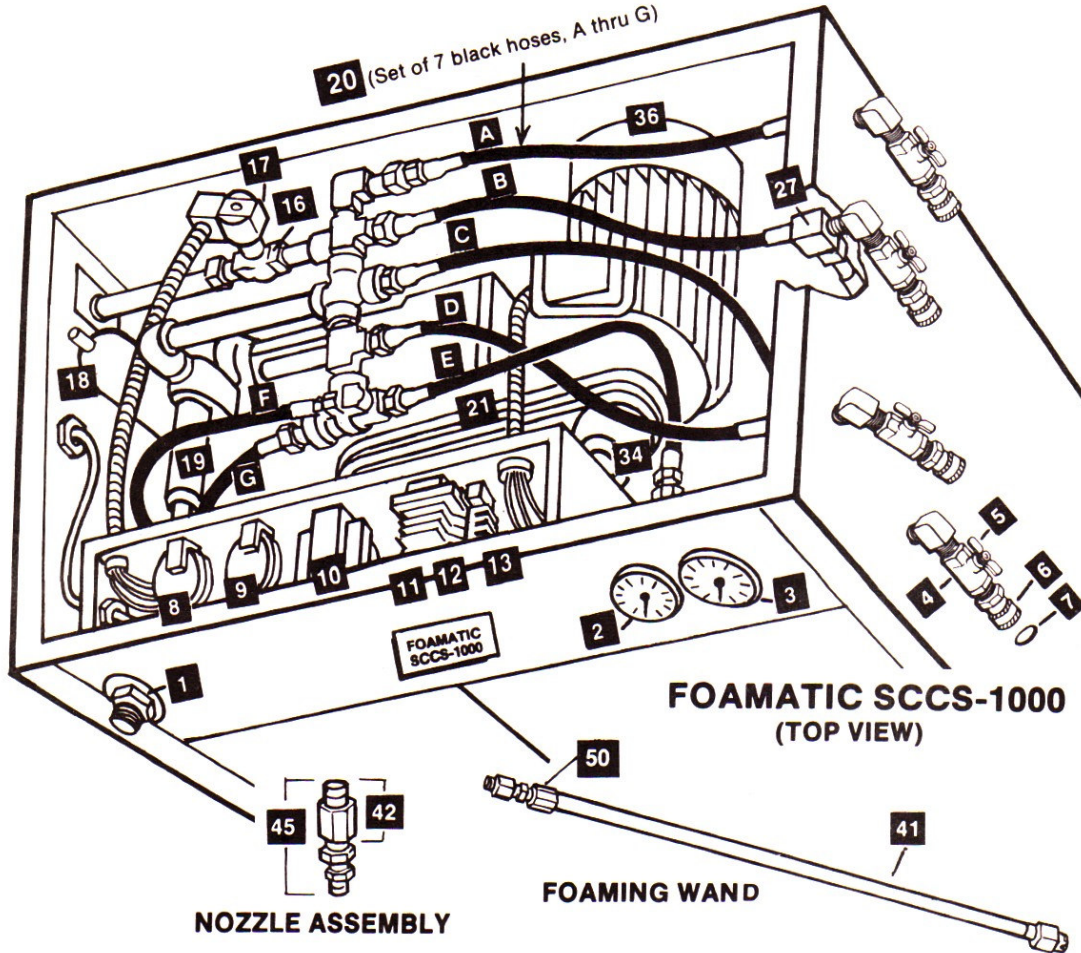 20 (Set of 7 black hoses, A thru G)
A
36
17
B
27
16
C
D
18
E
F
21
19
G
34
5
13
10
12
4
6
9
11
8
2
3
7
FOAMATIC
SCCS-1000
1
FOAMATIC SCCS-1000
(TOP VIEW)
50
45
42
41
FOAMING WAND
NOZZLE ASSEMBLY